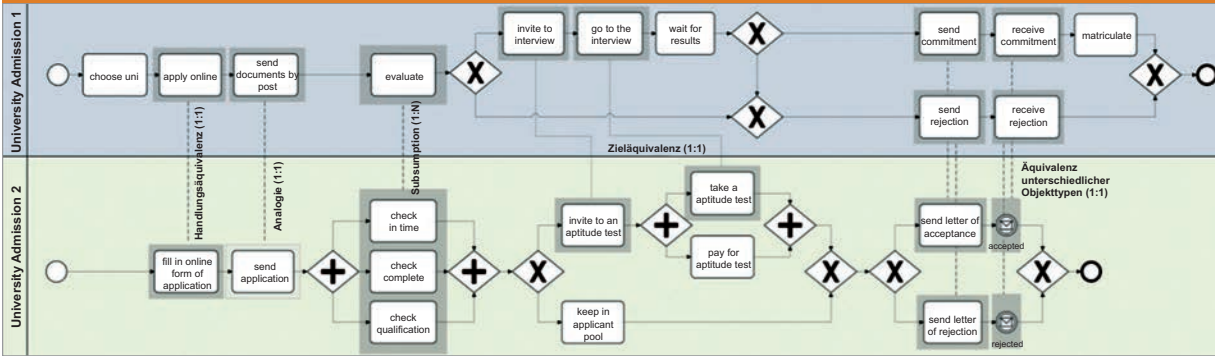 University Admission 1
choose uni
apply online
send
documents by
post
evaluate
invite to
interview
go to the
interview
wait for
results
send
commitment
receive
commitment
matriculate
send
rejection
receive
rejection
Handlungsäquivalenz (1:1)
Analogie (1:1)
Subsumption (1:N)
Zieläquivalenz (1:1)
Äquivalenz
unterschiedlicher
Objekttypen (1:1)
University Admission 2
fill in online
form of
application
send
application
check
in time
check
complete
check
qualification
invite to an
aptitude test
keep in
applicant
pool
take a
aptitude test
pay for
aptitude test
send letter of
acceptance
accepted
send letter
of rejection
rejected